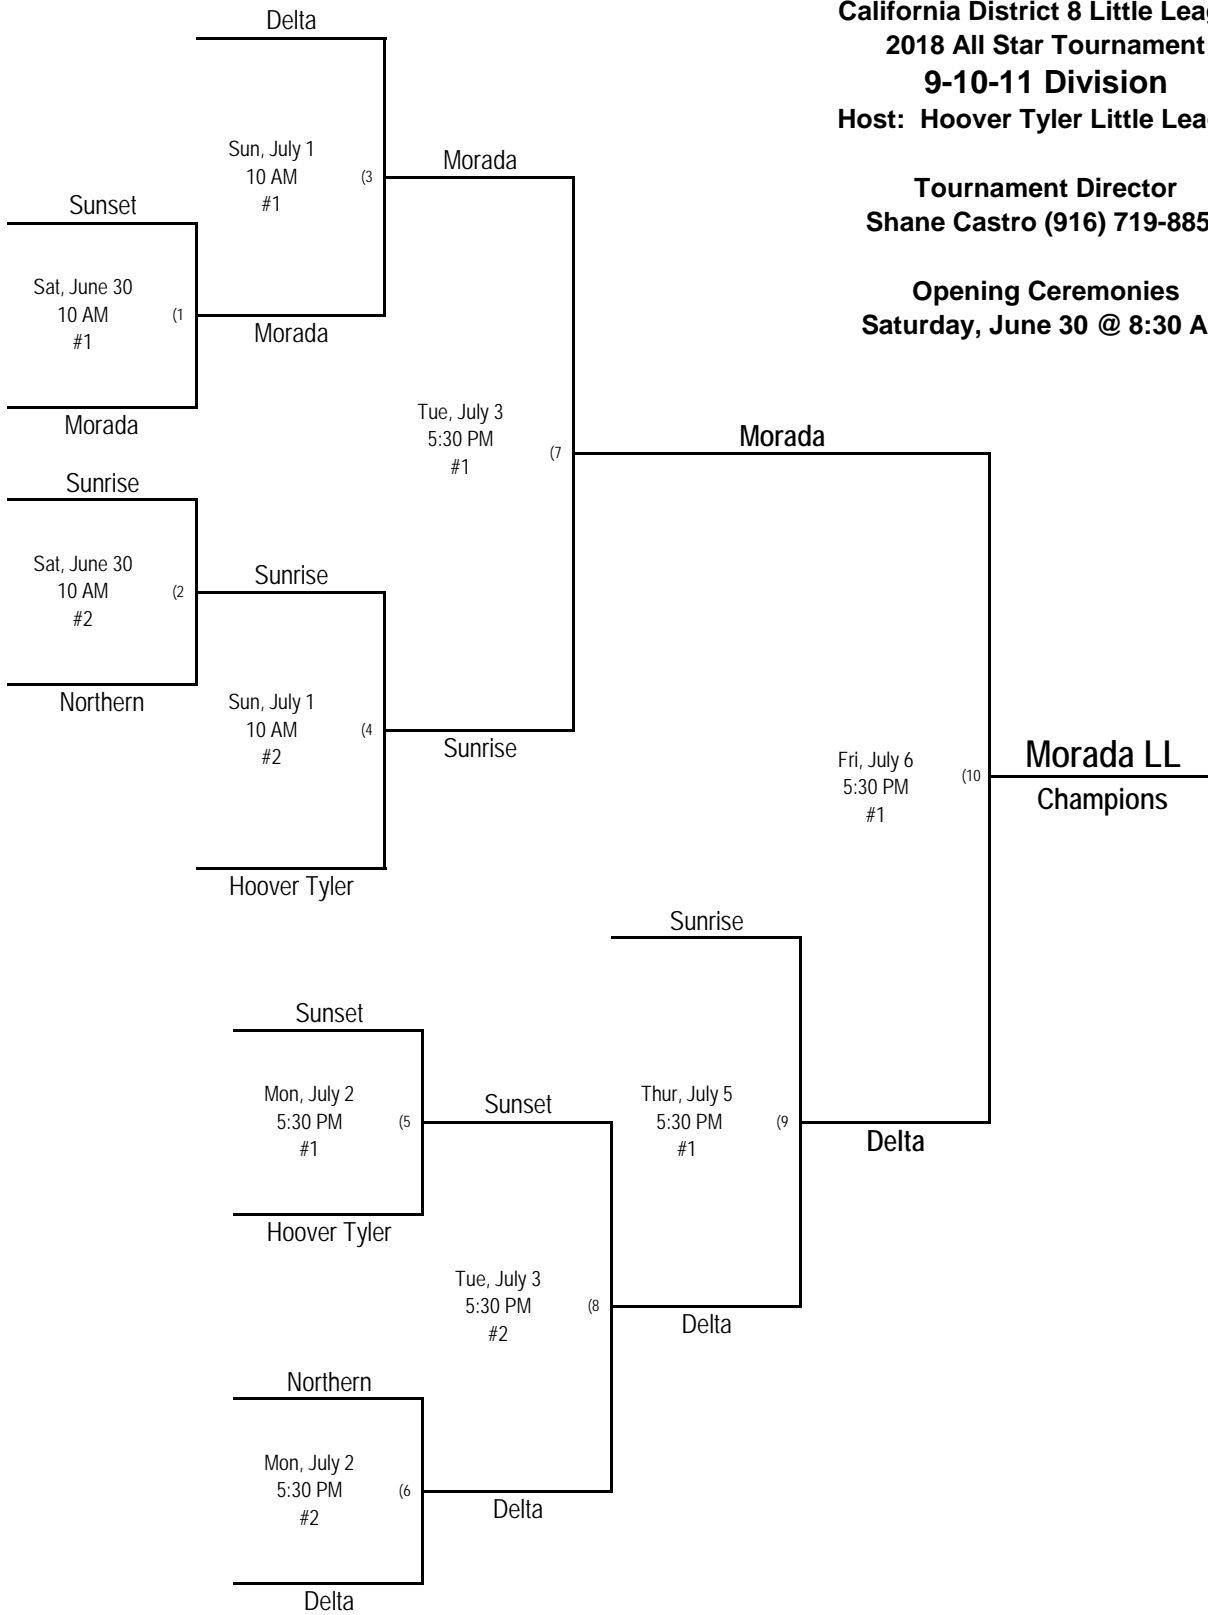 California District 8 Little
2018 All Star Tournament
9-10-11 Division
Host: Hoover Tyler Little
Tournament Director
Shane Castro (916) 719-885
Opening Ceremonies
Saturday, June 30 @ 8:30 A
Delta
Sun, July 1
10 AM
(3
#1
Morada
Sunset
Sat, June 30
10 AM
(1
#1
Morada
Morada
Tue, July 3
5:30 PM
(7
#1
Morada
Sunrise
Sat, June 30
10 AM
(2
#2
Sunrise
Northern
Sun, July 1
10 AM
(4
#2
Sunrise
Hoover Tyler
Fri, July 6
5:30 PM
(10
#1
Morada LL
Champions
Sunrise
Sunset
Mon, July 2
5:30 PM
(5
#1
Sunset
Hoover Tyler
Thur, July 5
5:30 PM
(9
#1
Delta
Tue, July 3
5:30 PM
(8
#2
Delta
Northern
Mon, July 2
5:30 PM
(6
#2
Delta
Delta